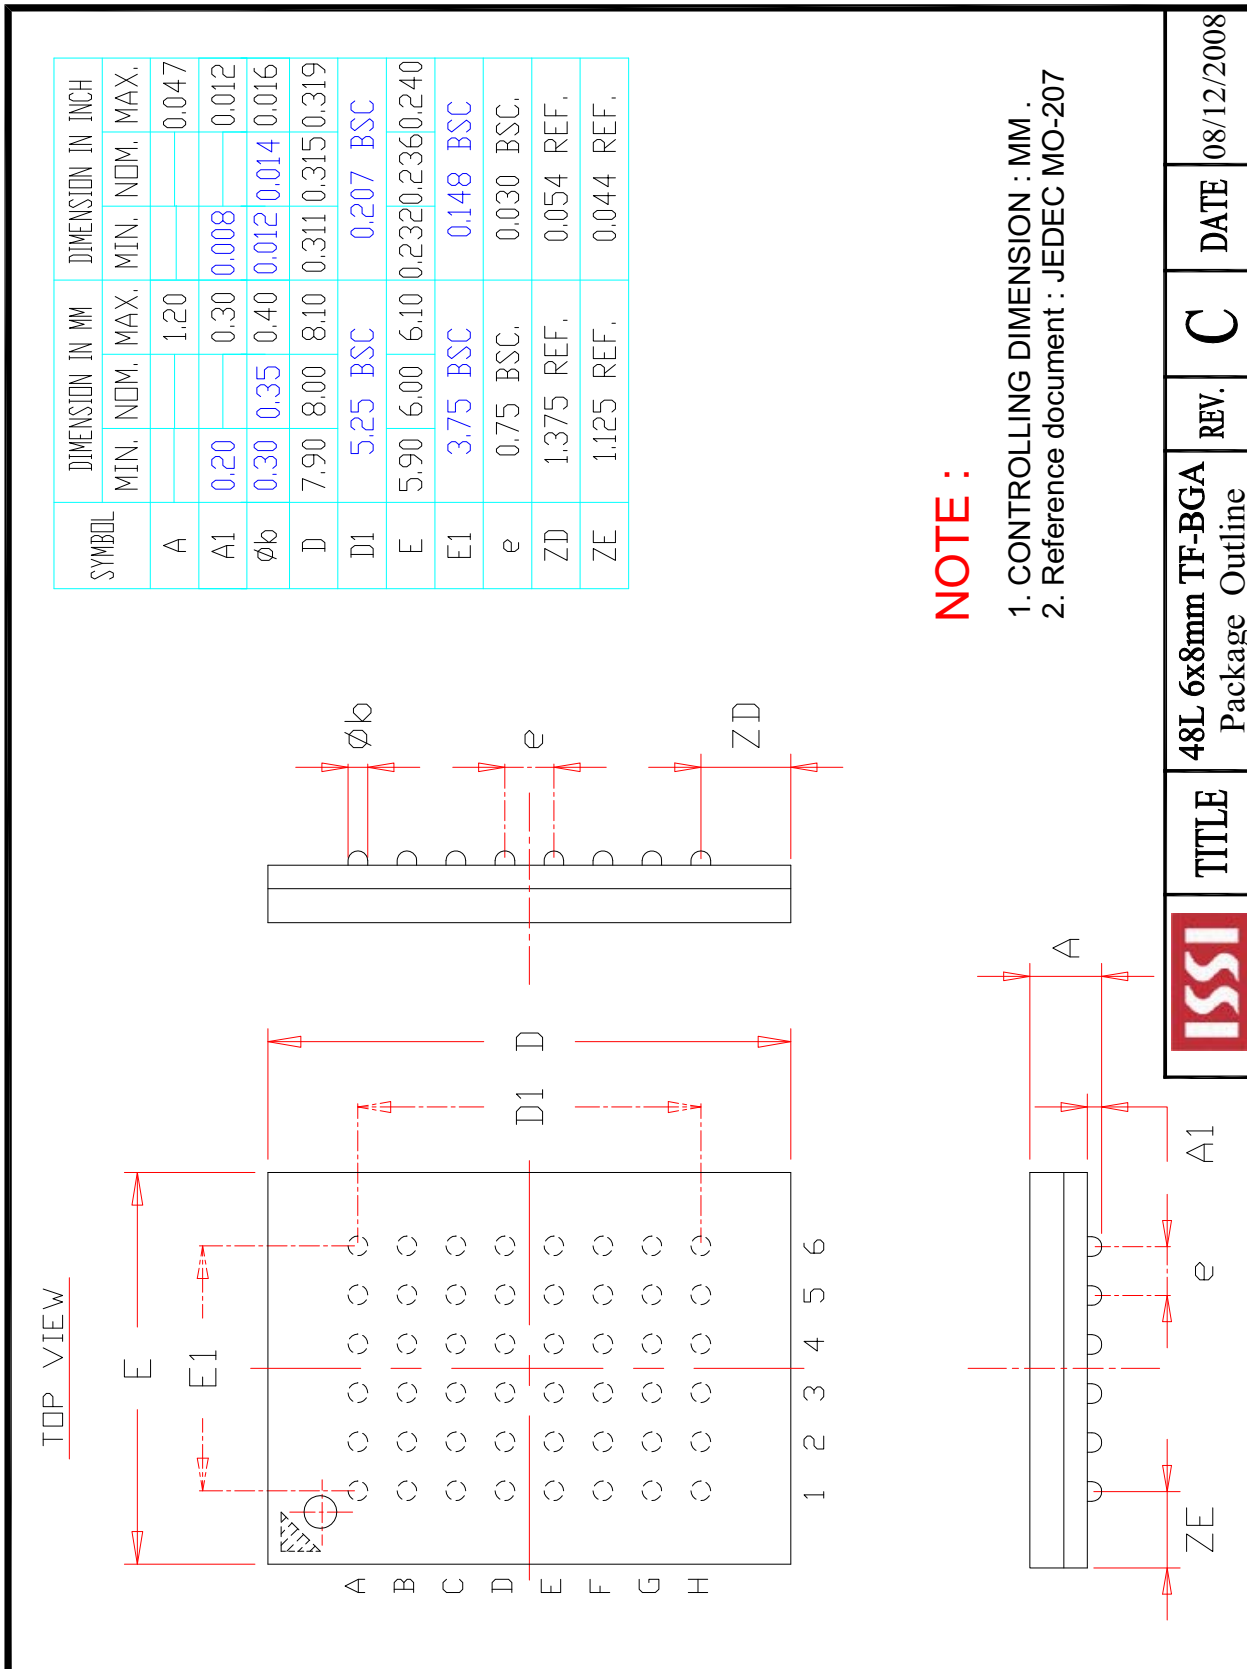 TOP VIEW
E
E1
D
D1
A
B
C
D
E
F
G
H
1 2 3 4 5 6
Øb
e
ZD
ZE
e
A1
A
SYMBOL DIMENSION IN MM DIMENSION IN INCH
MIN. NOM. MAX. MIN. NOM. MAX.
A 1.20 0.047
A1 0.20 0.30 0.008 0.012
Øb 0.30 0.35 0.40 0.012 0.014 0.016
D 7.90 8.00 8.10 0.311 0.315 0.319
D1 5.25 BSC 0.207 BSC
E 5.90 6.00 6.10 0.232 0.236 0.240
E1 3.75 BSC 0.148 BSC
e 0.75 BSC. 0.030 BSC.
ZD 1.375 REF. 0.054 REF.
ZE 1.125 REF. 0.044 REF.
NOTE :
1. CONTROLLING DIMENSION : MM .
2. Reference document : JEDEC MO-207
ISSI TITLE 48L 6x8mm TF-BGA REV. C DATE 08/12/2008
Package Outline